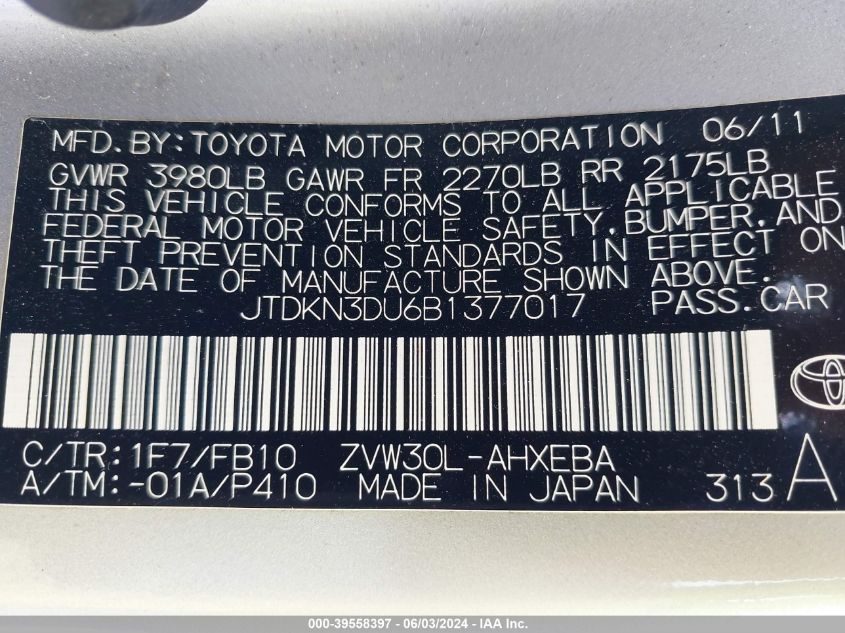 MFD. BY: TOYOTA MOTOR CORPORATION 06/11
GVWR 3980LB GAWR FR 2270LB RR 2175LB
THIS VEHICLE CONFORMS TO ALL APPLICABLE
FEDERAL MOTOR VEHICLE SAFETY, BUMPER, AND
THEFT PREVENTION STANDARDS IN EFFECT ON
THE DATE OF MANUFACTURE SHOWN ABOVE.
JTDKN3DU6B1377017 PASS. CAR
C/TR: 1F7/FB10 ZVW30L-AHXEBA
A/TM: -01A/P410 MADE IN JAPAN 313 A
000-39558397 - 06/03/2024 - IAA Inc.